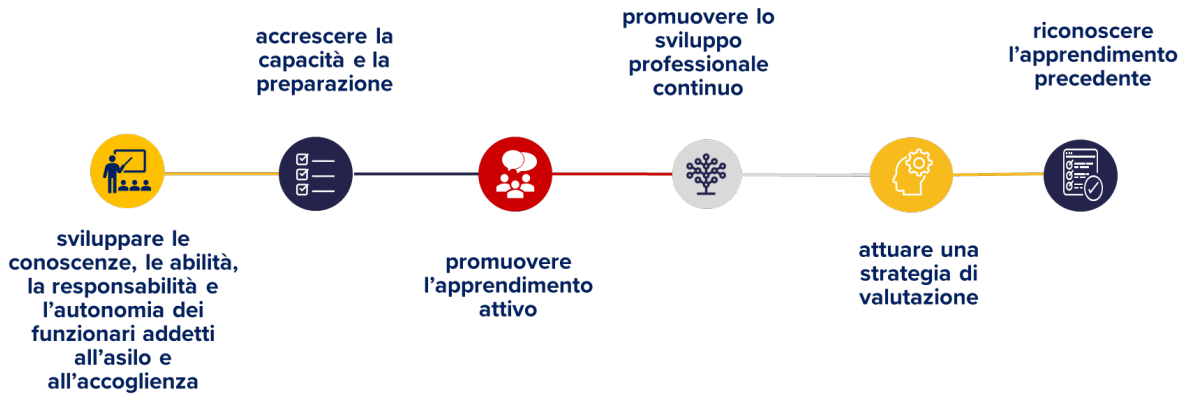 sviluppare le
conoscenze, le abilità,
la responsabilità e
l'autonomia dei
funzionari addetti
all'asilo e
all'accoglienza
accrescere la
capacità e la
preparazione
promuovere
l'apprendimento
attivo
promuovere lo
sviluppo
professionale
continuo
attuare una
strategia di
valutazione
riconoscere
l'apprendimento
precedente